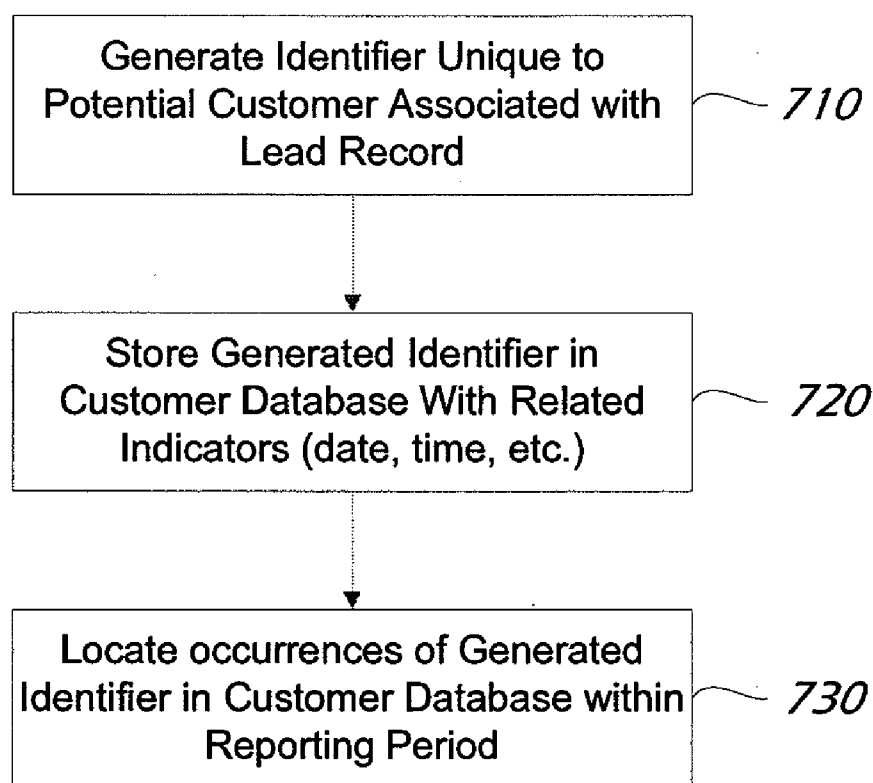 Generate Identifier Unique to
Potential Customer Associated with
Lead Record
710
Store Generated Identifier in
Customer Database With Related
Indicators (date, time, etc.)
720
Locate occurrences of Generated
Identifier in Customer Database within
Reporting Period
730